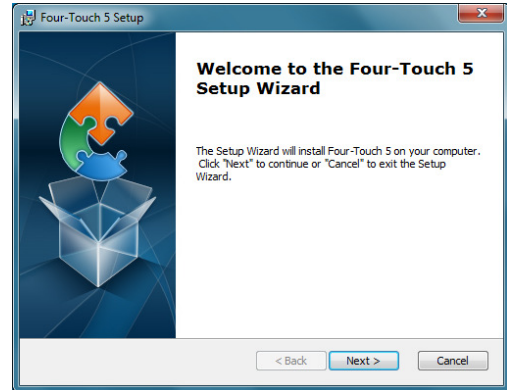 Four-Touch 5 Setup
Welcome to the Four-Touch 5
Setup Wizard
The Setup Wizard will install Four-Touch 5 on your computer.
Click "Next" to continue or "Cancel" to exit the Setup
Wizard.
< Back
Next >
Cancel